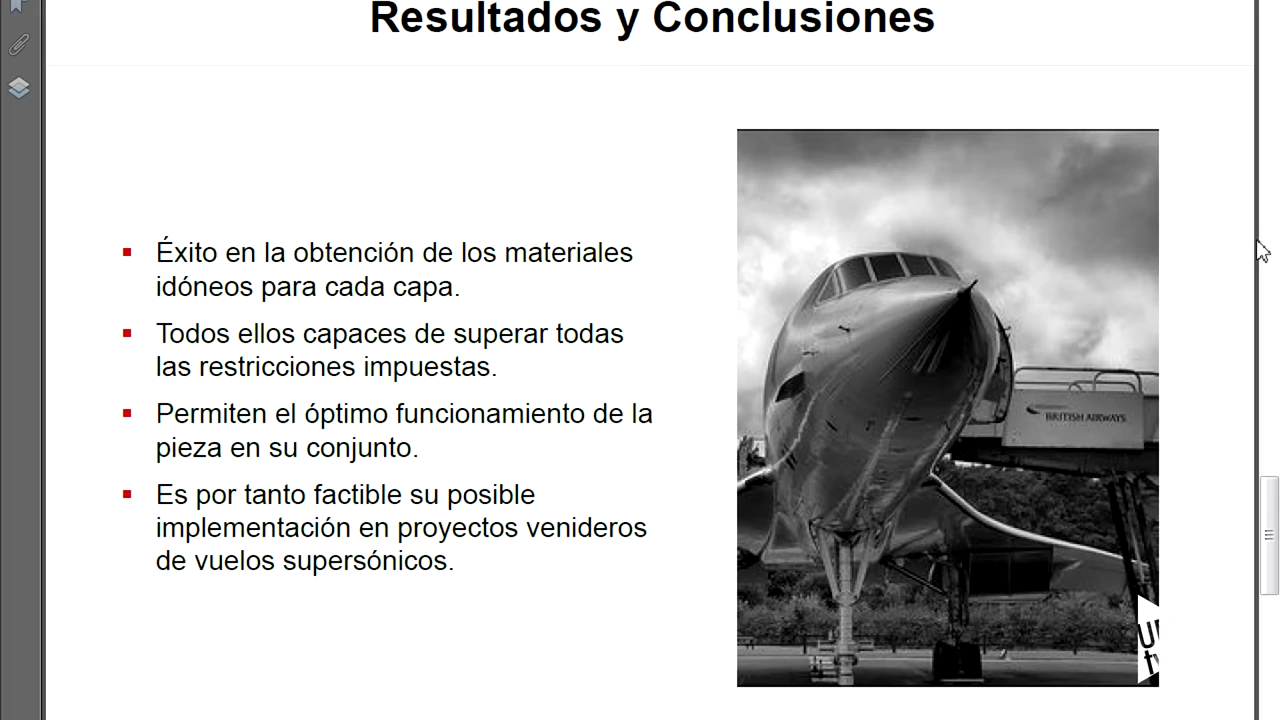 Resultados y Conclusiones
Éxito en la obtención de los materiales
idóneos para cada capa.
Todos ellos capaces de superar todas
las restricciones impuestas.
Permiten el óptimo funcionamiento de la
pieza en su conjunto.
Es por tanto factible su posible
implementación en proyectos venideros
de vuelos supersónicos.
BRITISH AIRWAYS